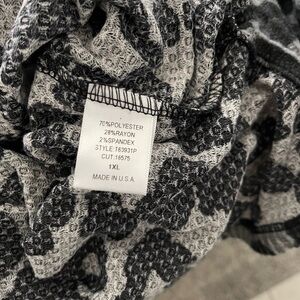 70%POLYESTER
28%RAYON
2%SPANDEX
STYLE:163931P
CUT:16575
1XL
MADE IN U.S.A.